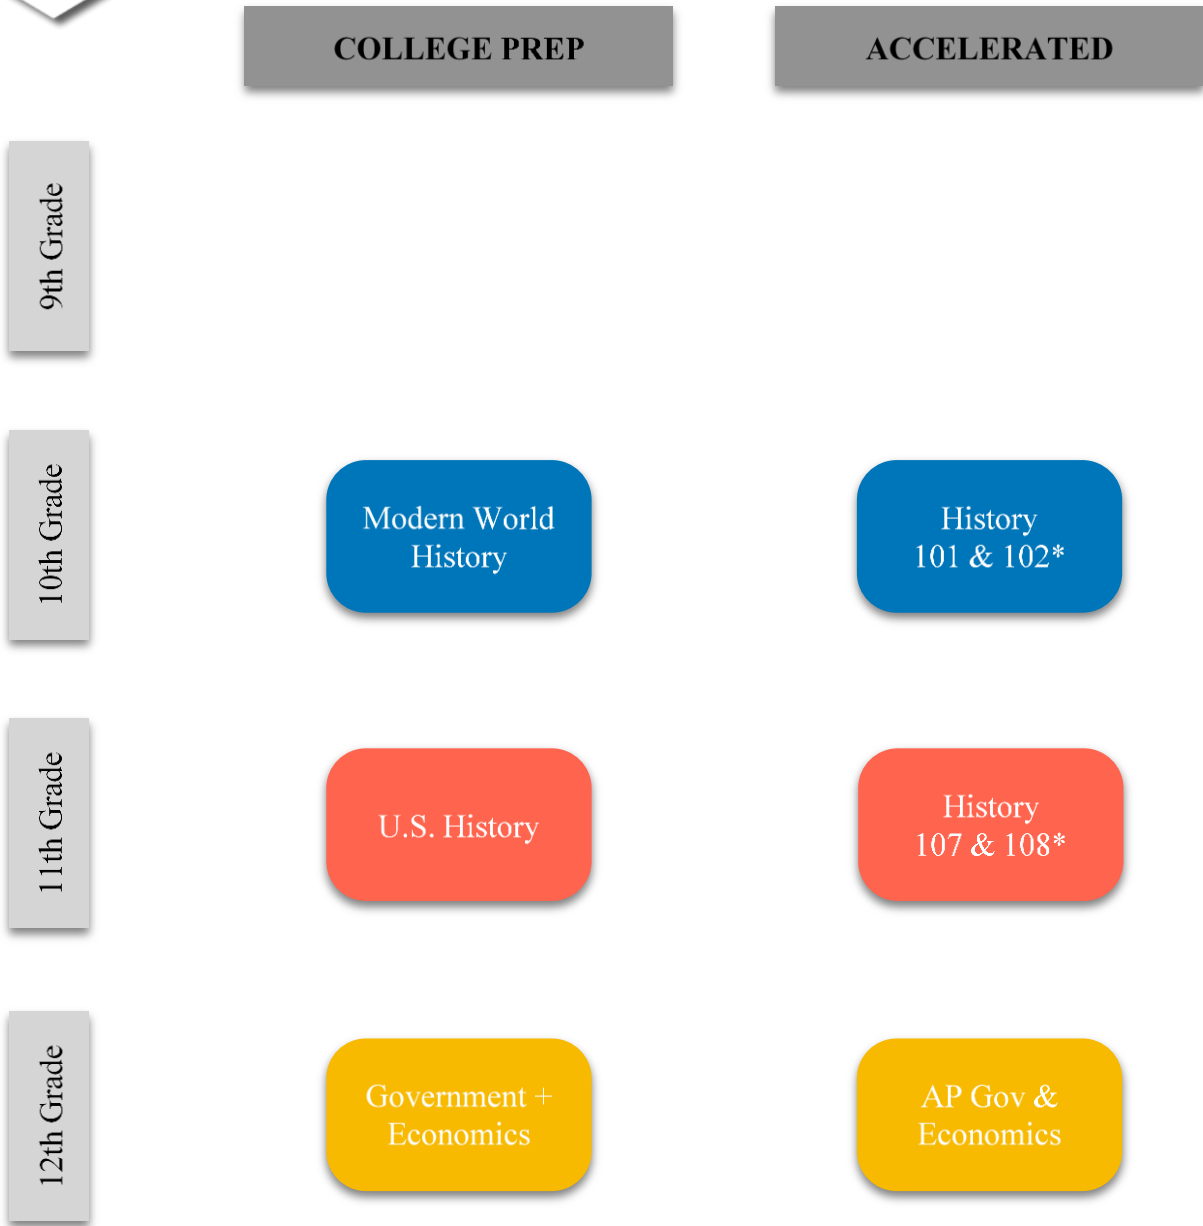 COLLEGE PREP
ACCELERATED
9th Grade
10th Grade
Modern World
History
History
101 & 102*
11th Grade
U.S. History
History
107 & 108*
12th Grade
Government +
Economics
AP Gov &
Economics